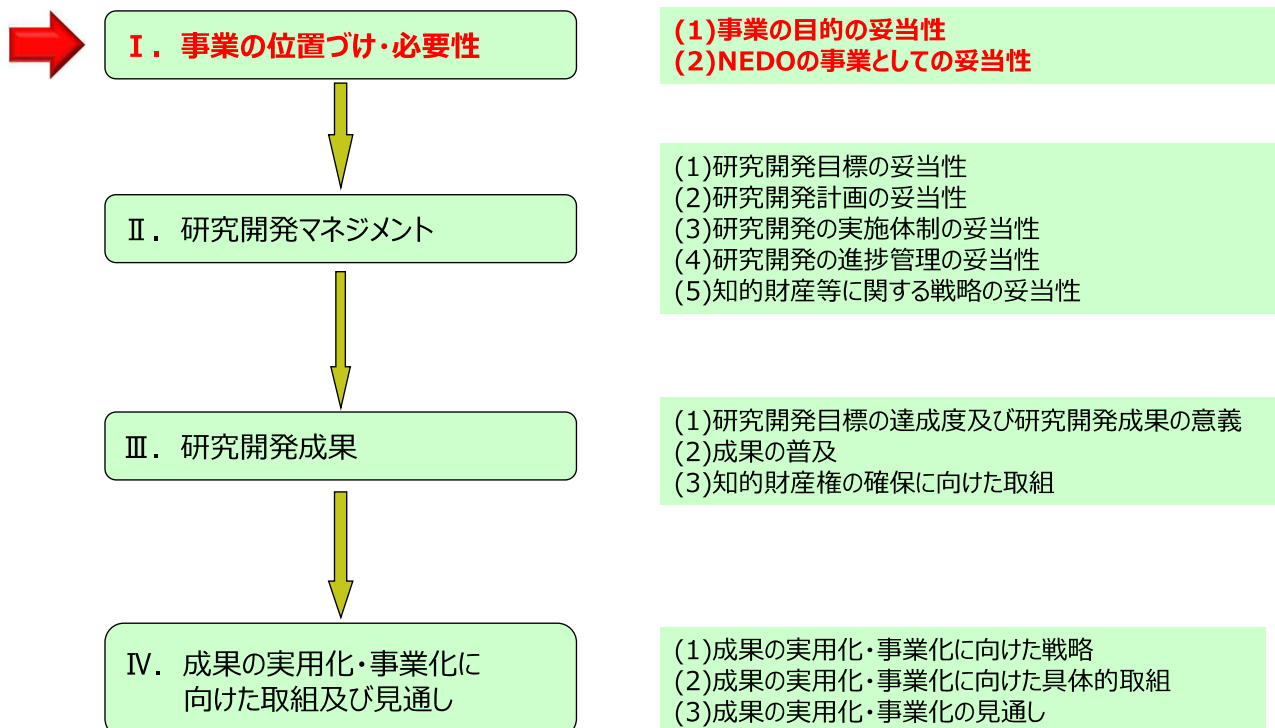 Ⅰ. 事業の位置づけ・必要性
(1)事業の目的の妥当性
(2)NEDOの事業としての妥当性
Ⅱ. 研究開発マネジメント
(1)研究開発目標の妥当性
(2)研究開発計画の妥当性
(3)研究開発の実施体制の妥当性
(4)研究開発の進捗管理の妥当性
(5)知的財産等に関する戦略の妥当性
Ⅲ. 研究開発成果
(1)研究開発目標の達成度及び研究開発成果の意義
(2)成果の普及
(3)知的財産権の確保に向けた取組
Ⅳ. 成果の実用化・事業化に
向けた取組及び見通し
(1)成果の実用化・事業化に向けた戦略
(2)成果の実用化・事業化に向けた具体的取組
(3)成果の実用化・事業化の見通し